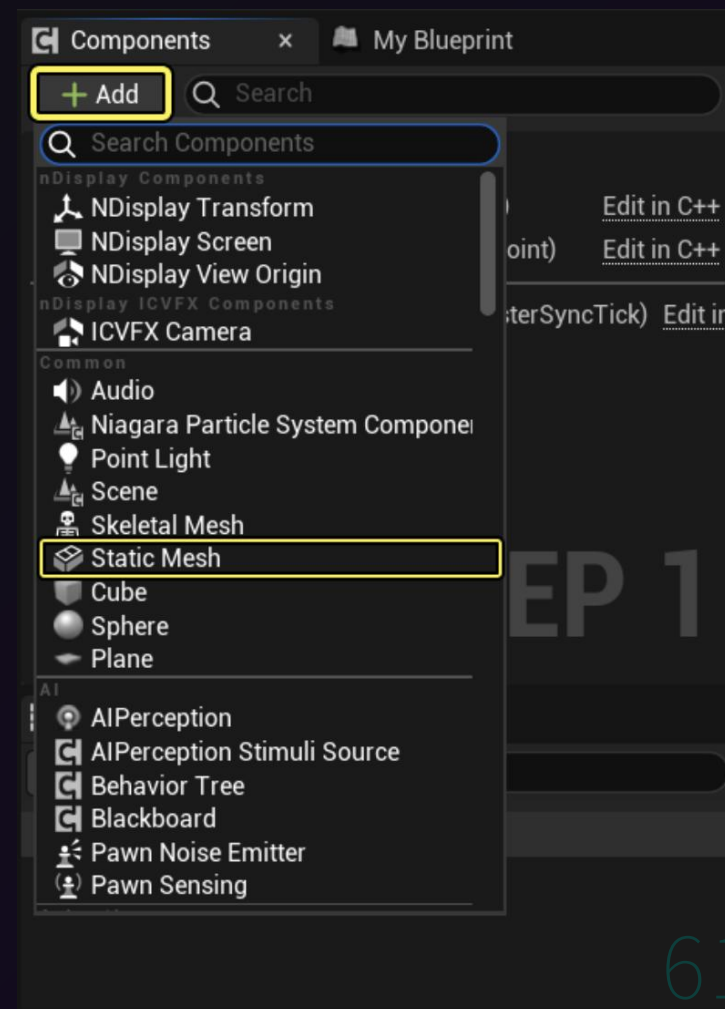 Components × My Blueprint
+ Add Search
Search Components
nDisplay Components
NDisplay Transform
Edit in C++
NDisplay Screen
oint) Edit in C++
NDisplay View Origin
nDisplay ICVFX Components
sterSyncTick) Edit in
ICVFX Camera
Common
Audio
Niagara Particle System Compone
Point Light
Scene
Skeletal Mesh
Static Mesh
EP 1
Cube
Sphere
Plane
AI
AIPerception
AIPerception Stimuli Source
Behavior Tree
Blackboard
Pawn Noise Emitter
Pawn Sensing
61